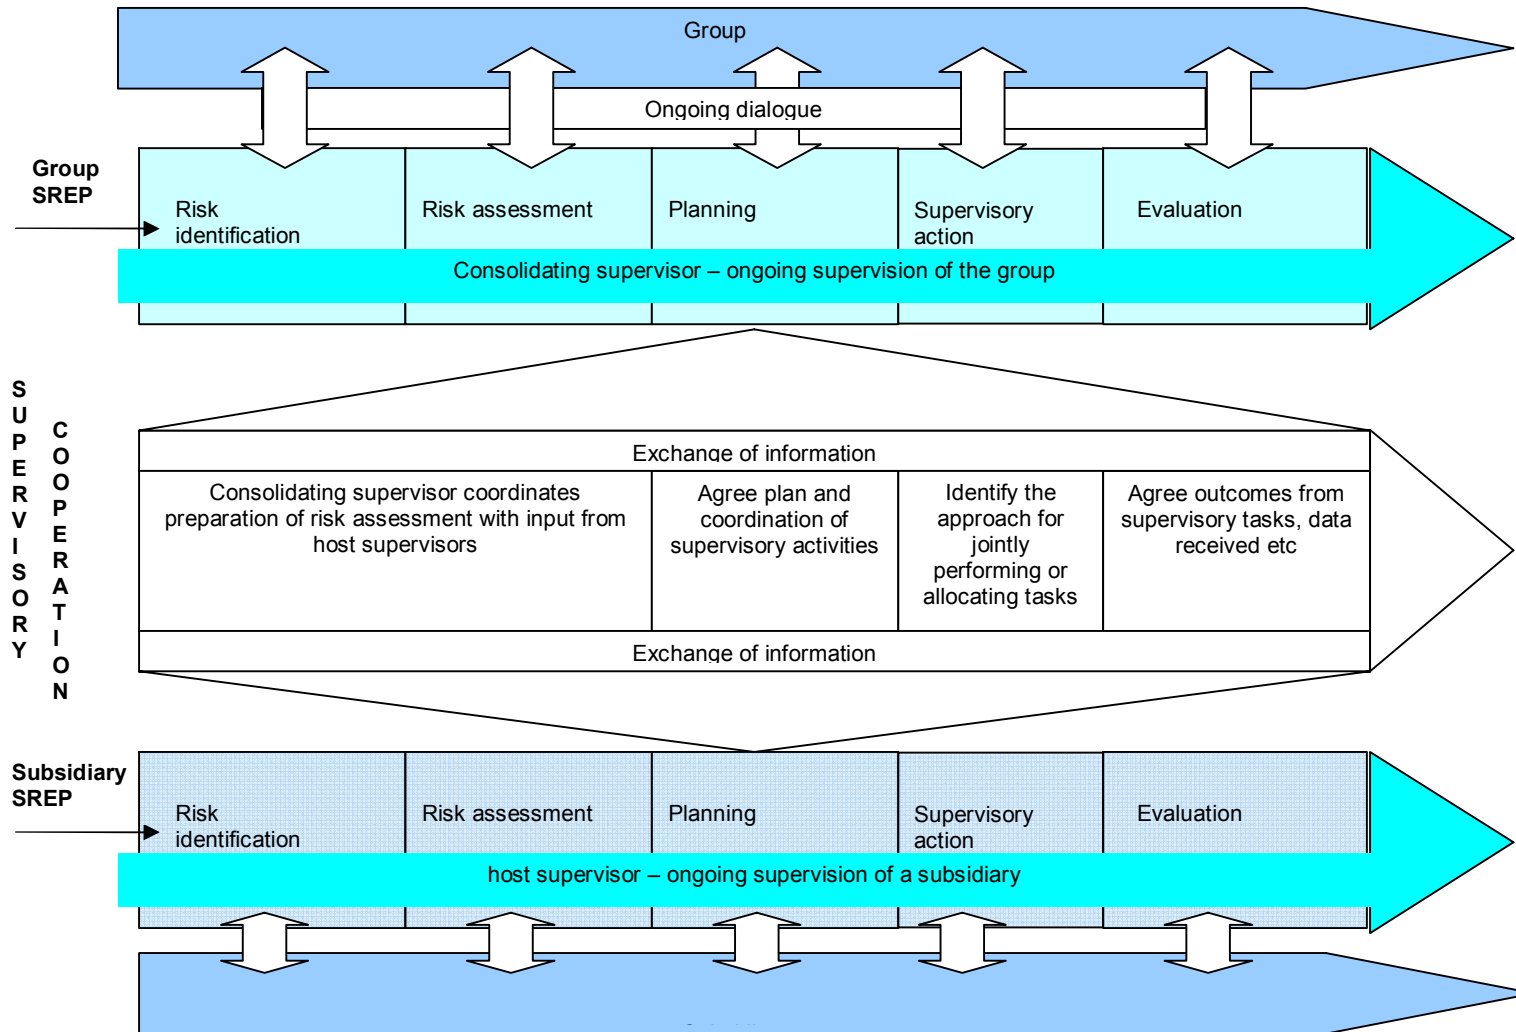 Group
Ongoing dialogue
Group
SREP
Risk
identification
Risk assessment
Planning
Supervisory
action
Evaluation
Consolidating supervisor – ongoing supervision of the group
SUPERVISORY
COOPERATION
Exchange of information
Consolidating supervisor coordinates
preparation of risk assessment with input from
host supervisors
Agree plan and
coordination of
supervisory activities
Identify the
approach for
jointly
performing or
allocating tasks
Agree outcomes from
supervisory tasks, data
received etc
Exchange of information
Subsidiary
SREP
Risk
identification
Risk assessment
Planning
Supervisory
action
Evaluation
host supervisor – ongoing supervision of a subsidiary